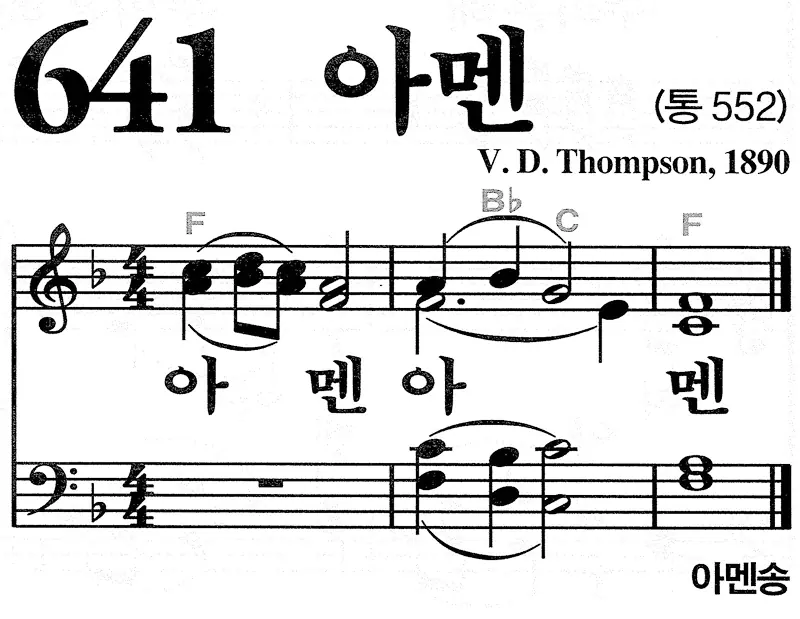 641 아멘
(통 552)
V. D. Thompson, 1890
F B♭ C F
아 멘 아 멘
아멘송